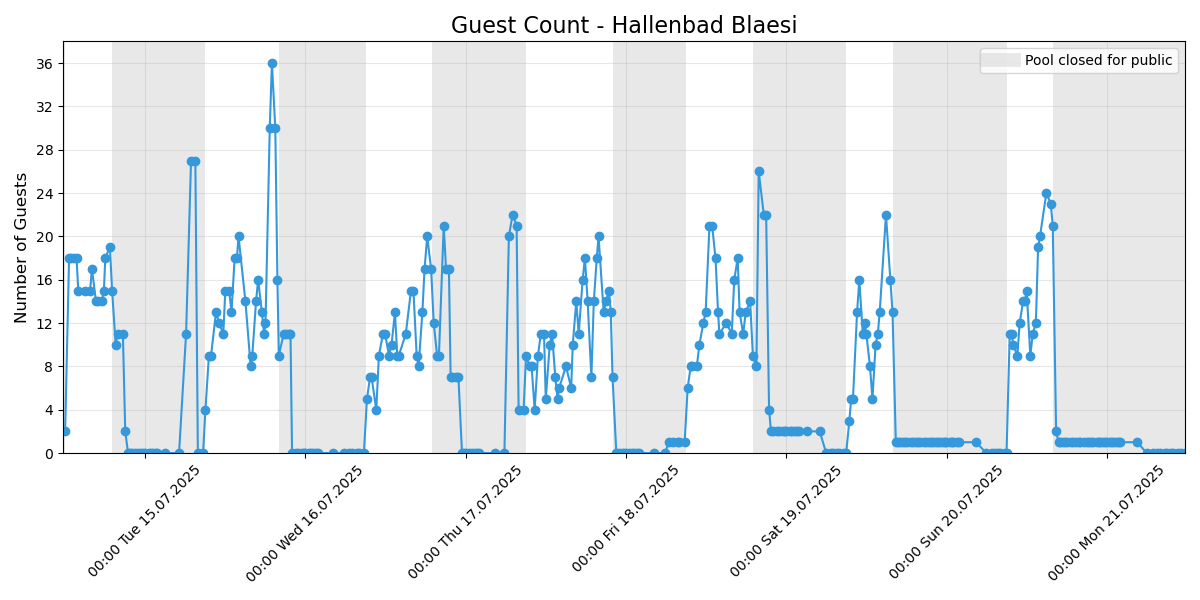 Guest Count - Hallenbad Blaesi
Pool closed for public
Number of Guests
36
32
28
24
20
16
12
8
4
0
00:00 Tue 15.07.2025
00:00 Wed 16.07.2025
00:00 Thu 17.07.2025
00:00 Fri 18.07.2025
00:00 Sat 19.07.2025
00:00 Sun 20.07.2025
00:00 Mon 21.07.2025